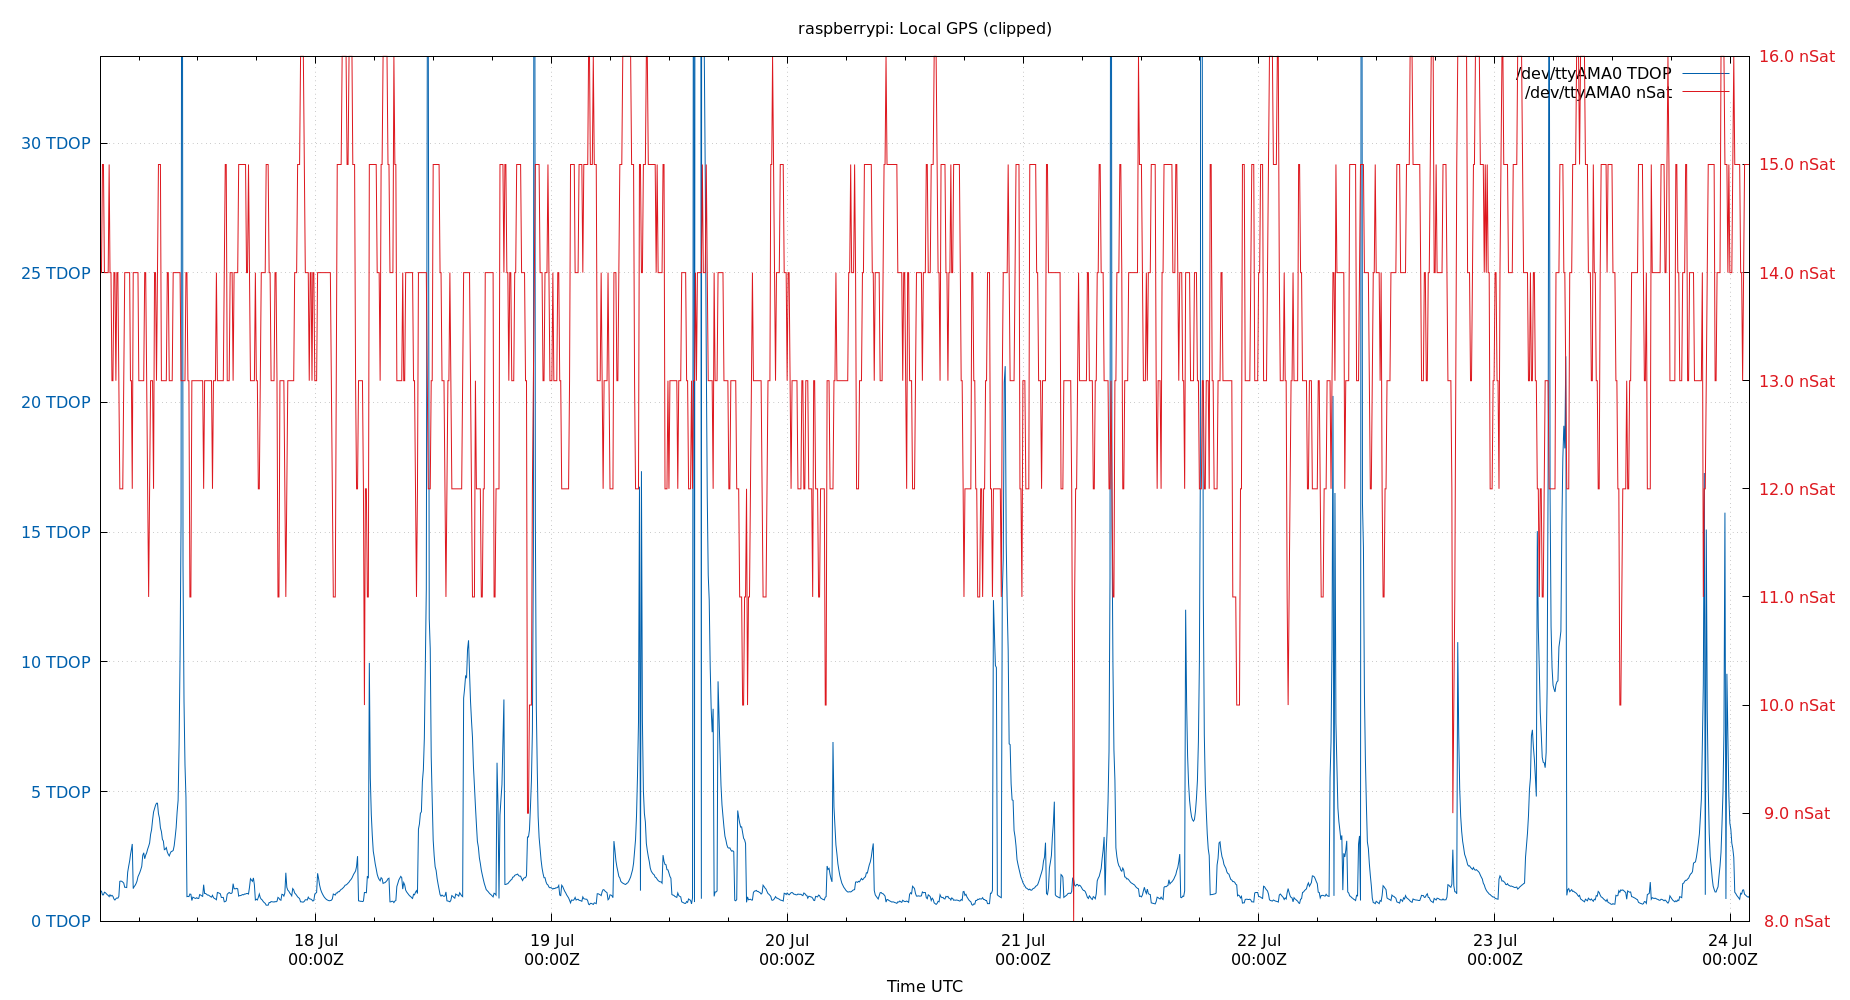 raspberrypi: Local GPS (clipped)
/dev/ttyAMA0 TDOP
/dev/ttyAMA0 nSat
30 TDOP
25 TDOP
20 TDOP
15 TDOP
10 TDOP
5 TDOP
0 TDOP
16.0 nSat
15.0 nSat
14.0 nSat
13.0 nSat
12.0 nSat
11.0 nSat
10.0 nSat
9.0 nSat
8.0 nSat
18 Jul
00:00Z
19 Jul
00:00Z
20 Jul
00:00Z
21 Jul
00:00Z
22 Jul
00:00Z
23 Jul
00:00Z
24 Jul
00:00Z
Time UTC